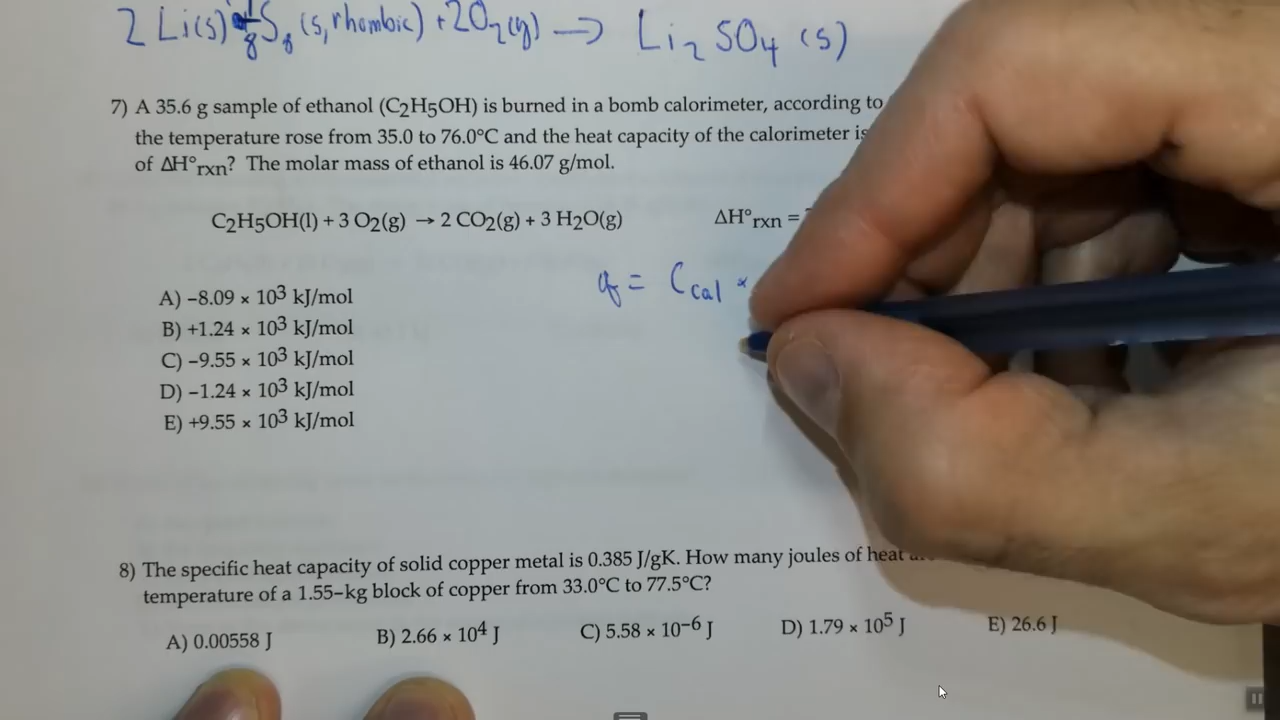 2 Li(s) + 1/8 S8 (s, rhombic) + 2O2(g) → Li2SO4 (s)
7) A 35.6 g sample of ethanol (C2H5OH) is burned in a bomb calorimeter, according to
the temperature rose from 35.0 to 76.0°C and the heat capacity of the calorimeter is
of ΔH°rxn? The molar mass of ethanol is 46.07 g/mol.
C2H5OH(l) + 3 O2(g) → 2 CO2(g) + 3 H2O(g) ΔH°rxn =
q = Ccal ×
A) −8.09 × 10³ kJ/mol
B) +1.24 × 10³ kJ/mol
C) −9.55 × 10³ kJ/mol
D) −1.24 × 10³ kJ/mol
E) +9.55 × 10³ kJ/mol
8) The specific heat capacity of solid copper metal is 0.385 J/gK. How many joules of heat
temperature of a 1.55−kg block of copper from 33.0°C to 77.5°C?
A) 0.00558 J B) 2.66 × 10⁴ J C) 5.58 × 10⁻⁶ J D) 1.79 × 10⁵ J E) 26.6 J